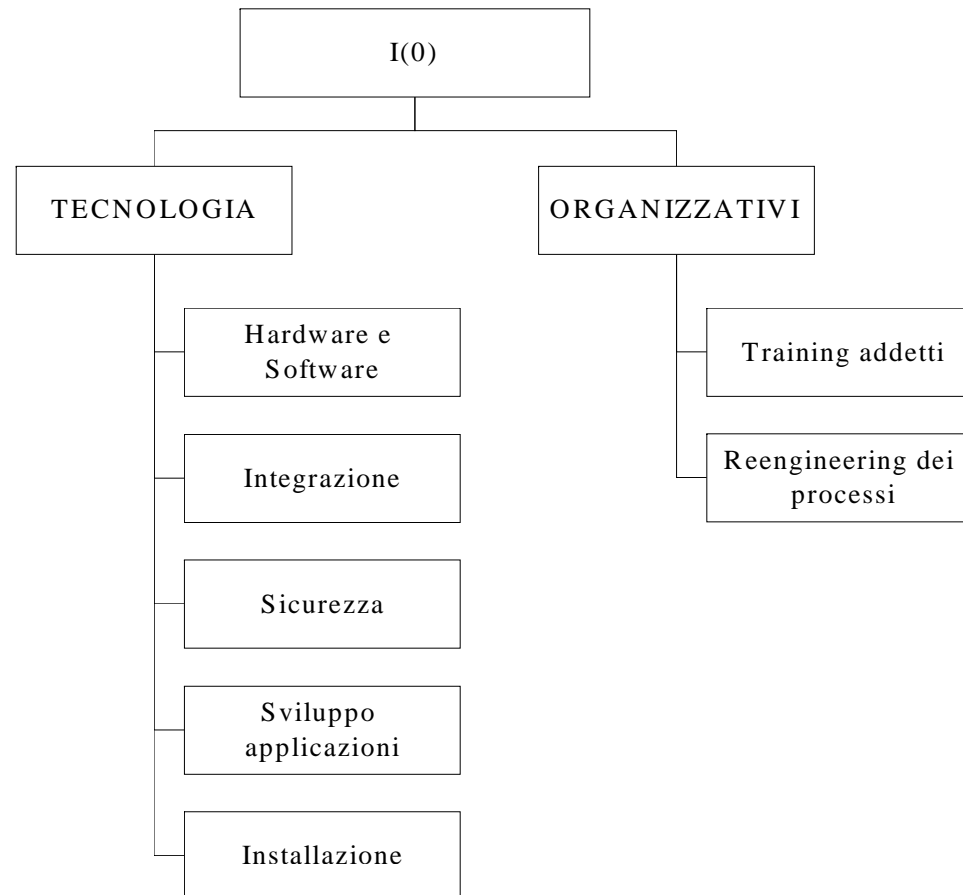 I(0)
TECNOLOGIA
ORGANIZZATIVI
Hardware e
Software
Integrazione
Sicurezza
Sviluppo
applicazioni
Installazione
Training addetti
Reengineering dei
processi